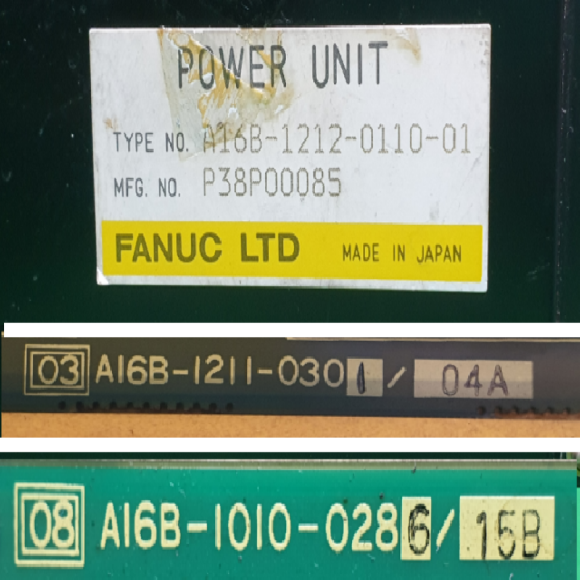 POWER UNIT
TYPE NO. A16B-1212-0110-01
MFG. NO. P38P00085
FANUC LTD MADE IN JAPAN
03 A16B-1211-0301/04A
08 A16B-1010-0286/15B